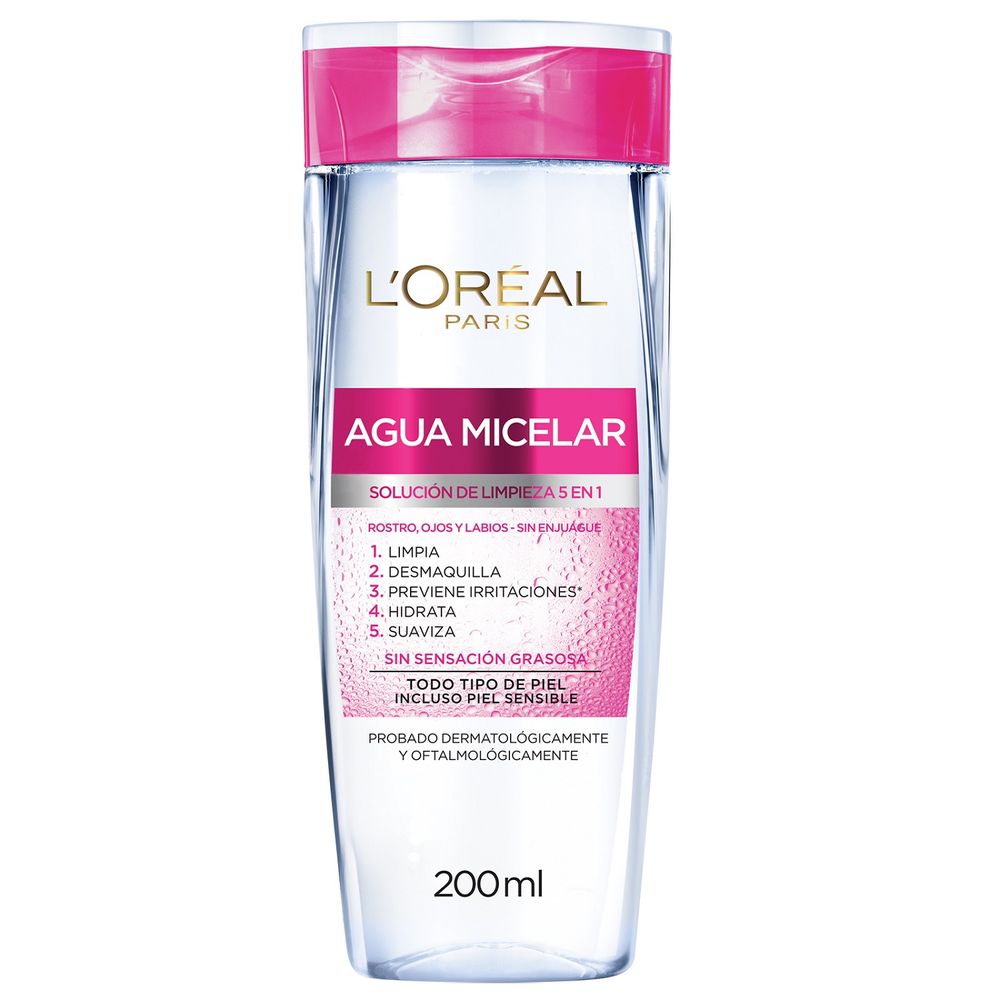 L'ORÉAL
PARiS
AGUA MICELAR
SOLUCIÓN DE LIMPIEZA 5 EN 1
ROSTRO, OJOS Y LABIOS - SIN ENJUAGUE
1. LIMPIA
2. DESMAQUILLA
3. PREVIENE IRRITACIONES*
4. HIDRATA
5. SUAVIZA
SIN SENSACIÓN GRASOSA
TODO TIPO DE PIEL
INCLUSO PIEL SENSIBLE
PROBADO DERMATOLÓGICAMENTE
Y OFTALMOLÓGICAMENTE
200ml